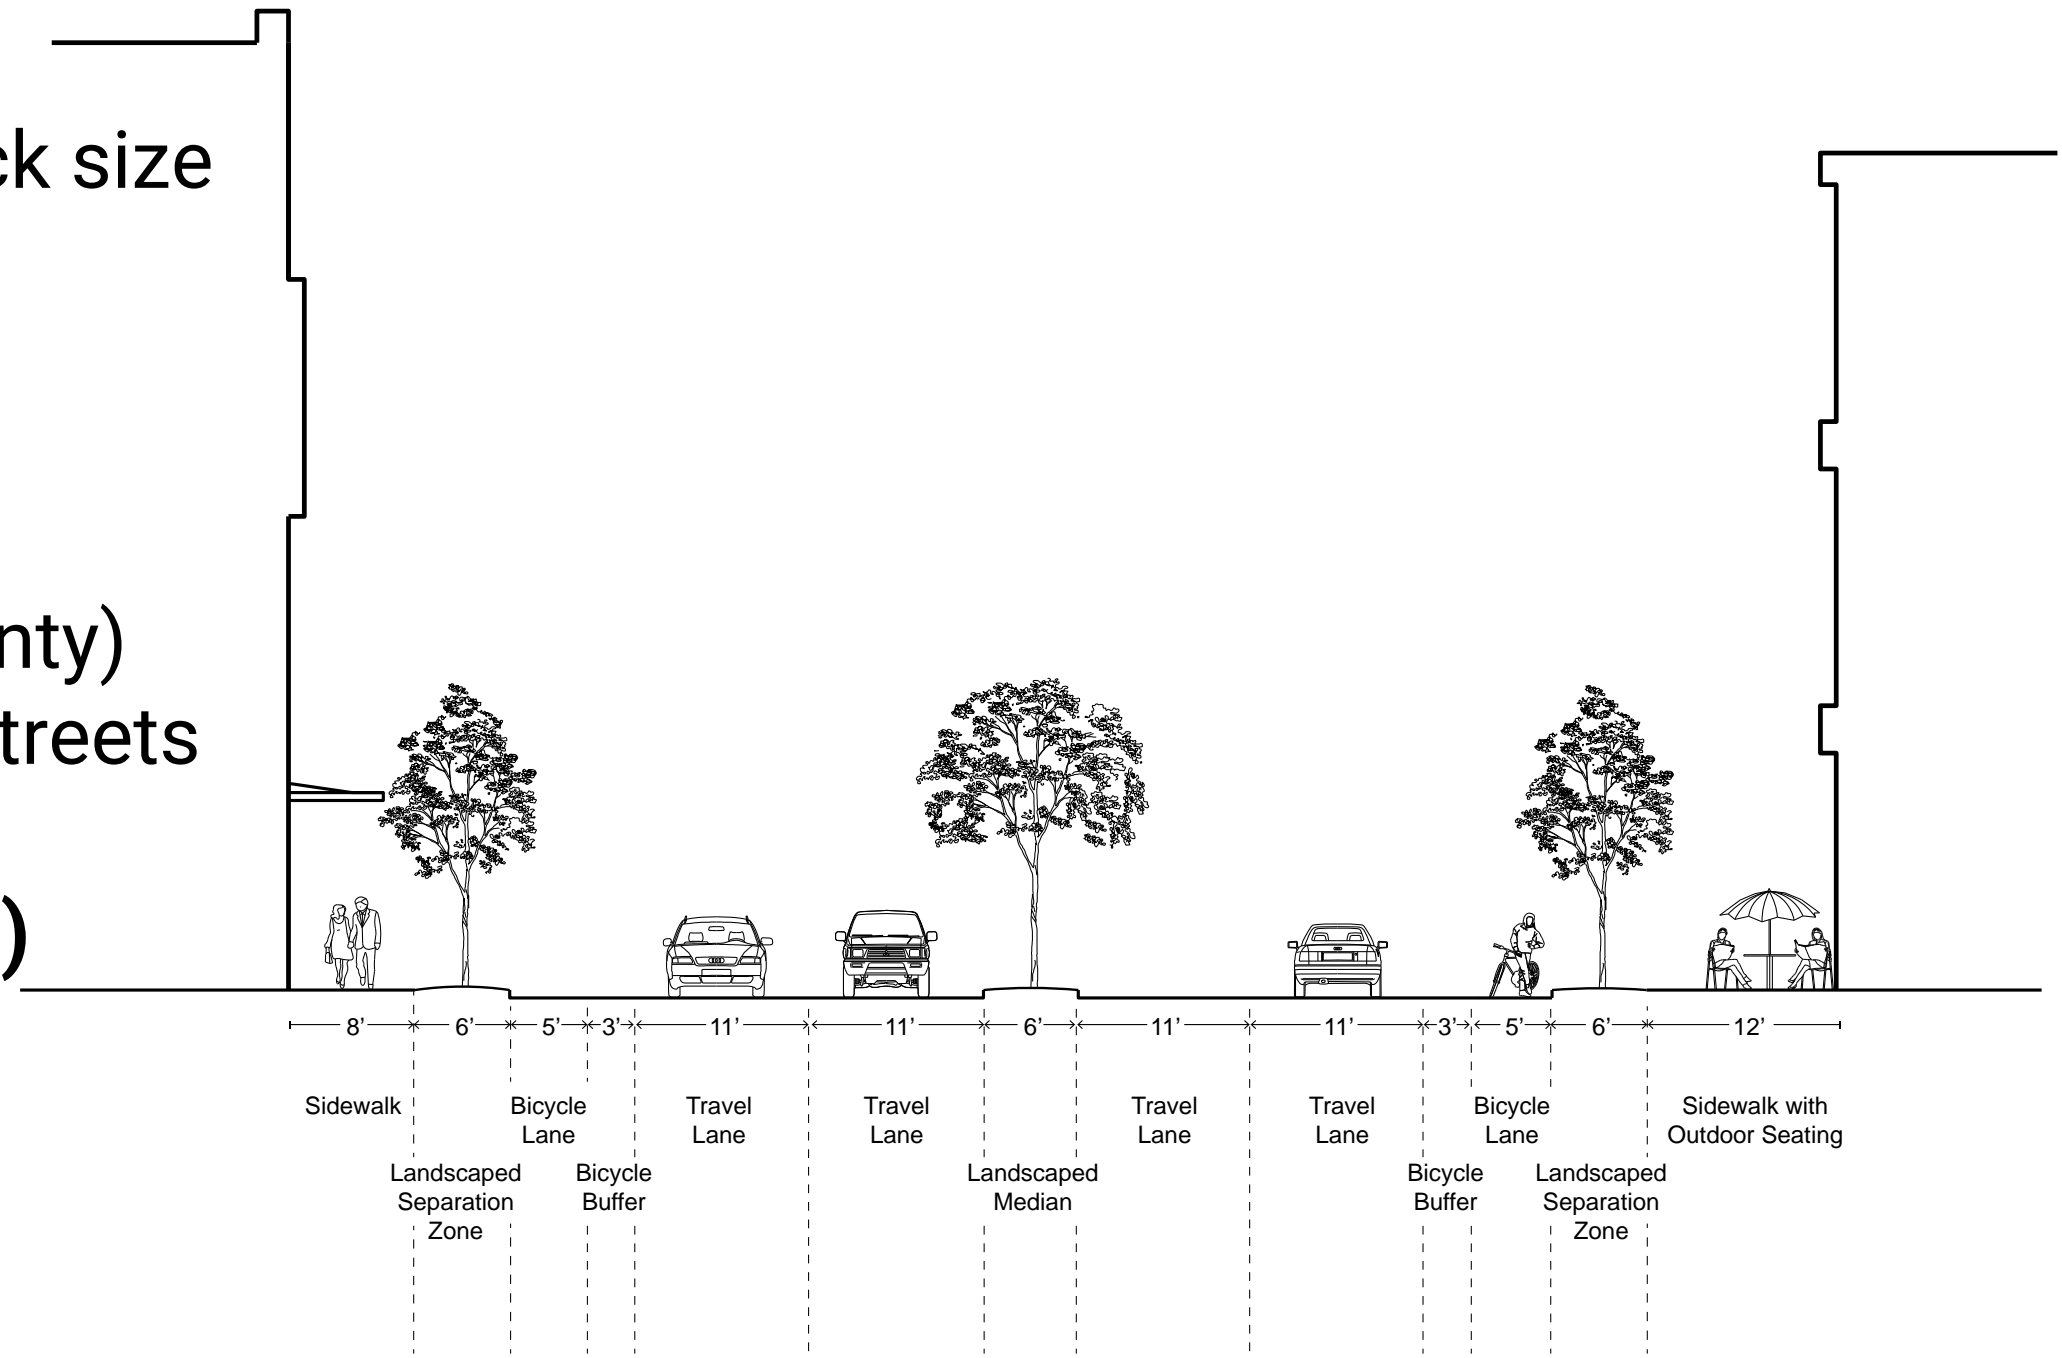 ck size
nty)
treets
)
8’ 6’ 5’ 3’ 11’ 11’ 6’ 11’ 11’ 3’ 5’ 6’ 12’
Sidewalk
Landscaped
Separation
Zone
Bicycle
Lane
Bicycle
Buffer
Travel
Lane
Travel
Lane
Landscaped
Median
Travel
Lane
Travel
Lane
Bicycle
Buffer
Bicycle
Lane
Landscaped
Separation
Zone
Sidewalk with
Outdoor Seating